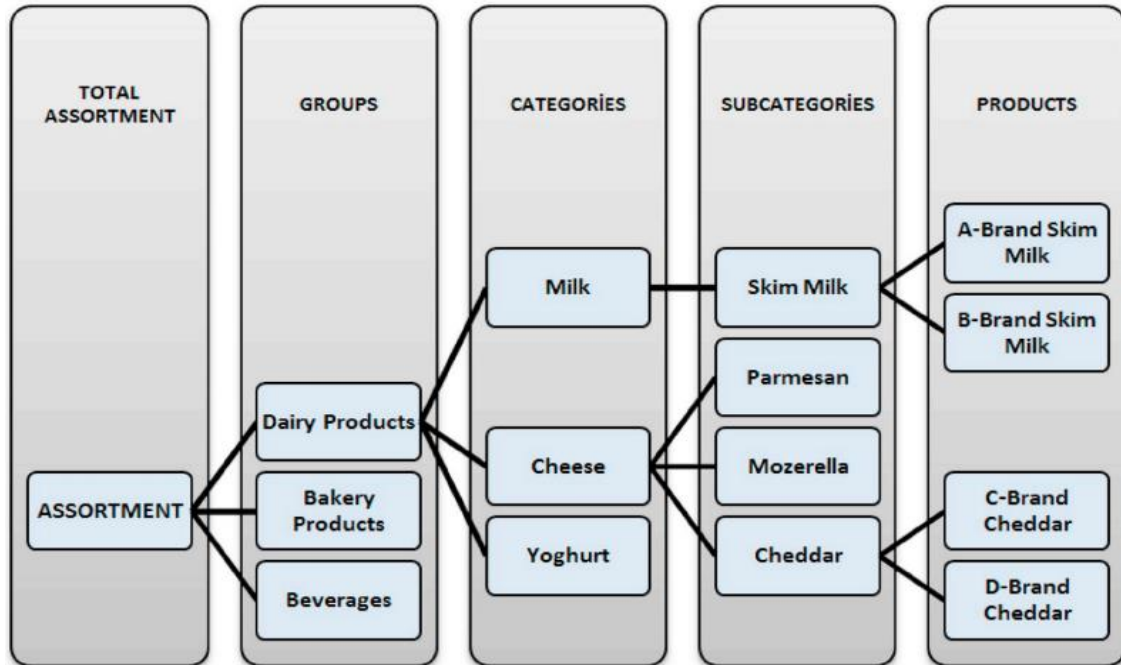 TOTAL
ASSORTMENT
GROUPS
CATEGORİES
SUBCATEGORİES
PRODUCTS
ASSORTMENT
Dairy Products
Bakery
Products
Beverages
Milk
Cheese
Yoghurt
Skim Milk
Parmesan
Mozerella
Cheddar
A-Brand Skim
Milk
B-Brand Skim
Milk
C-Brand
Cheddar
D-Brand
Cheddar